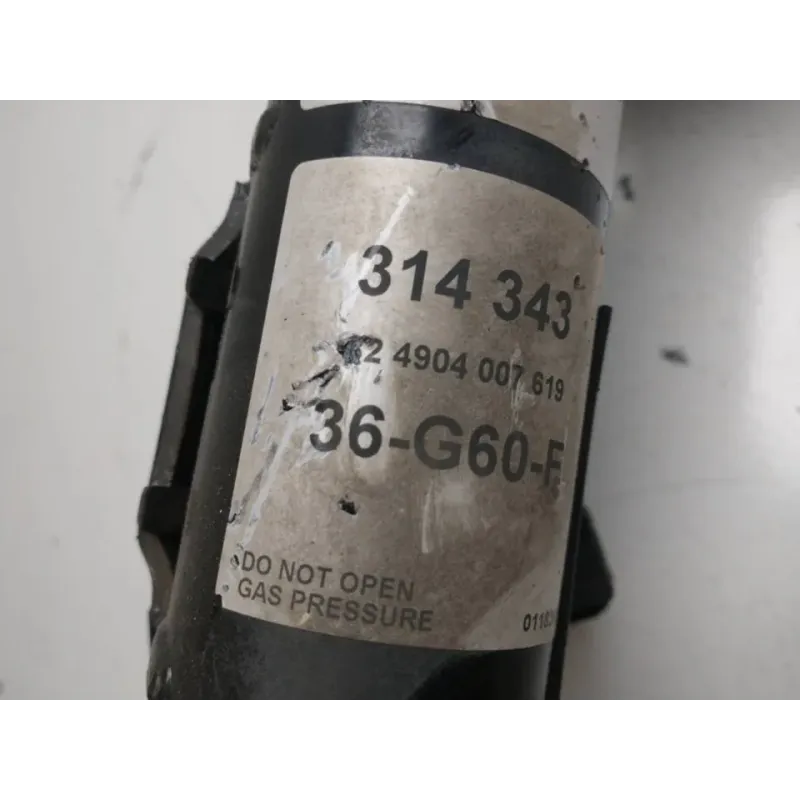 314 343
2 4904 007 619
36-G60-F
DO NOT OPEN
GAS PRESSURE